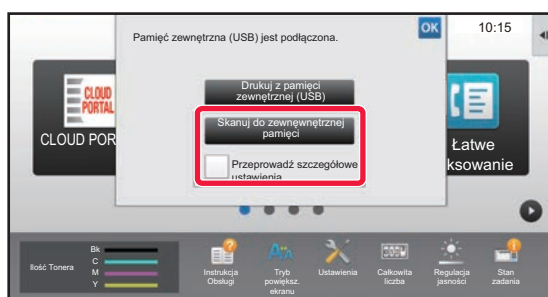 Pamięć zewnętrzna (USB) jest podłączona.
OK
10:15
Drukuj z pamięci
zewnętrznej (USB)
Skanuj do zewnęwnętrznej
pamięci
Przeprowadź szczegółowe
ustawienia
CLOUD
PORTAL
CLOUD POR
Łatwe
ksowanie
Ilość Tonera
Bk
C
M
Y
Instrukcja
Obsługi
Tryb
powiększ.
ekranu
Ustawienia
Całkowita
liczba
Regulacja
jasności
Stan
zadania